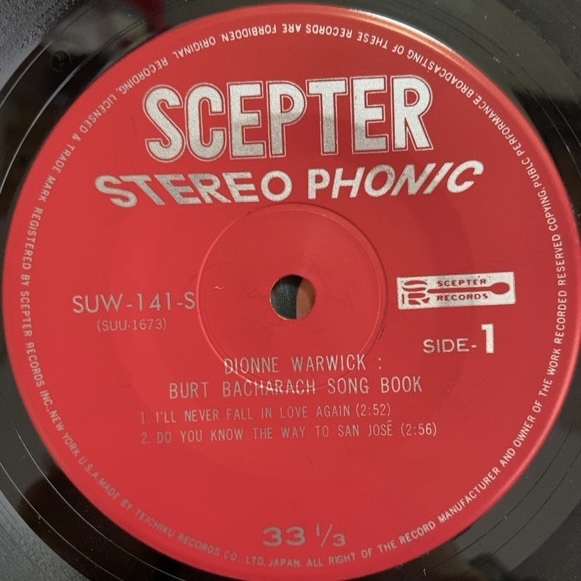 SCEPTER
STEREO PHONIC
SUW-141-S
(SUU-1673)
SR SCEPTER
RECORDS
SIDE-1
DIONNE WARWICK :
BURT BACHARACH SONG BOOK
1. I'LL NEVER FALL IN LOVE AGAIN (2:52)
2. DO YOU KNOW THE WAY TO SAN JOSÉ (2:56)
33 1/3
TRADE MARK REGISTERED BY SCEPTER RECORDS INC. NEW YORK U.S.A. MADE BY TEICHIKU RECORDS CO., LTD. JAPAN. ALL RIGHT OF THE RECORD MANUFACTURER AND OWNER OF THE WORK RECORDED RESERVED COPYING, PUBLIC PERFORMANCE, BROADCASTING OF THESE RECORDS ARE FORBIDDEN. ORIGINAL RECORDING, LICENSED &